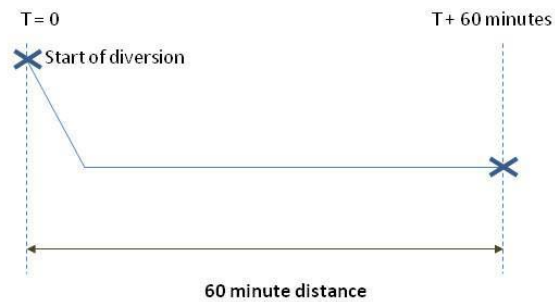 T= 0
T+ 60 minutes
Start of diversion
60 minute distance